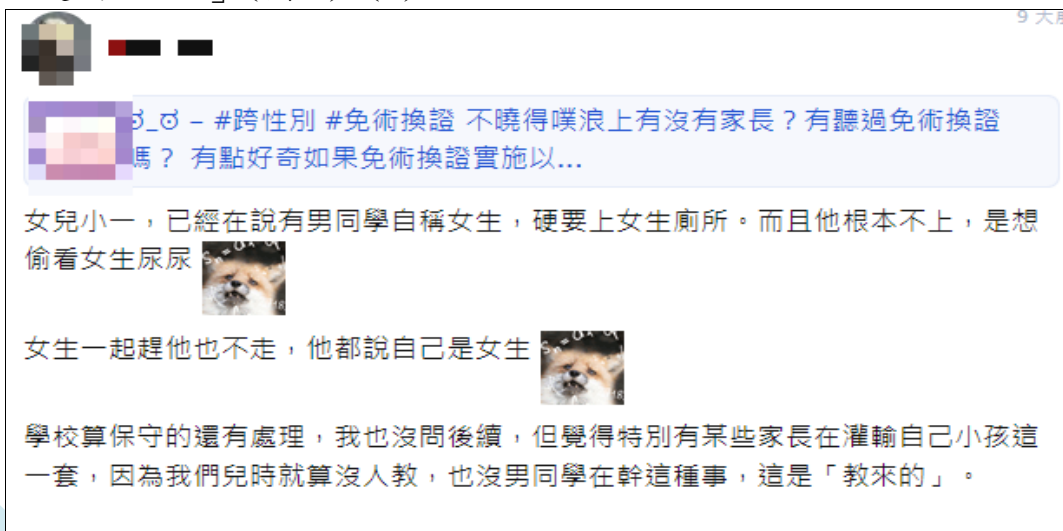 9 天
ಠ_ಠ – #跨性別 #免術換證 不曉得噗浪上有沒有家長？有聽過免術換證
嗎？ 有點好奇如果免術換證實施以...
女兒小一，已經在說有男同學自稱女生，硬要上女生廁所。而且他根本不上，是想
偷看女生尿尿
女生一起趕他也不走，他都說自己是女生
學校算保守的還有處理，我也沒問後續，但覺得特別有某些家長在灌輸自己小孩這
一套，因為我們兒時就算沒人教，也沒男同學在幹這種事，這是「教來的」。